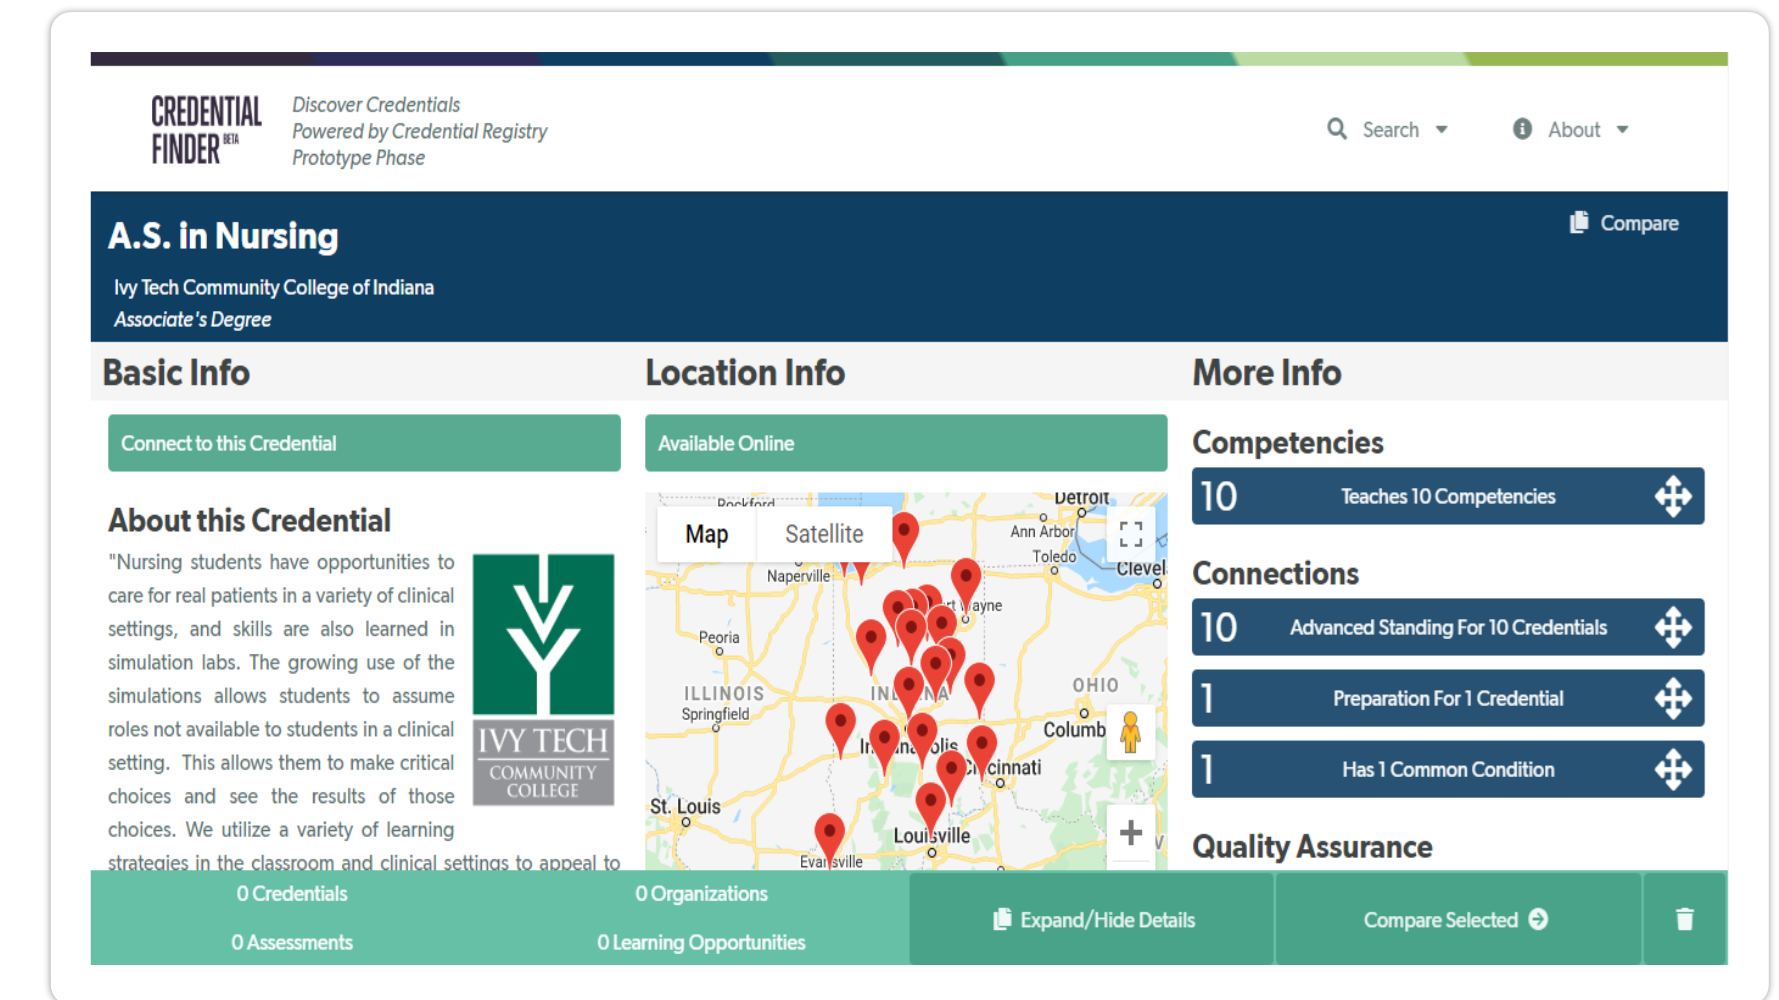 CREDENTIAL
FINDER BETA
Discover Credentials
Powered by Credential Registry
Prototype Phase
Search
About
A.S. in Nursing
Compare
Ivy Tech Community College of Indiana
Associate's Degree
Basic Info
Connect to this Credential
About this Credential
"Nursing students have opportunities to
care for real patients in a variety of clinical
settings, and skills are also learned in
simulation labs. The growing use of the
simulations allows students to assume
roles not available to students in a clinical
setting. This allows them to make critical
choices and see the results of those
choices. We utilize a variety of learning
strategies in the classroom and clinical settings to appeal to
IVY TECH
COMMUNITY
COLLEGE
Location Info
Available Online
Map
Satellite
Rockford
Detroit
Ann Arbor
Toledo
Clevel
Naperville
Peoria
ILLINOIS
Springfield
OHIO
Columb
Indianapolis
Cincinnati
St. Louis
Louisville
Evansville
More Info
Competencies
10 Teaches 10 Competencies
Connections
10 Advanced Standing For 10 Credentials
1 Preparation For 1 Credential
1 Has 1 Common Condition
Quality Assurance
0 Credentials
0 Organizations
0 Assessments
0 Learning Opportunities
Expand/Hide Details
Compare Selected